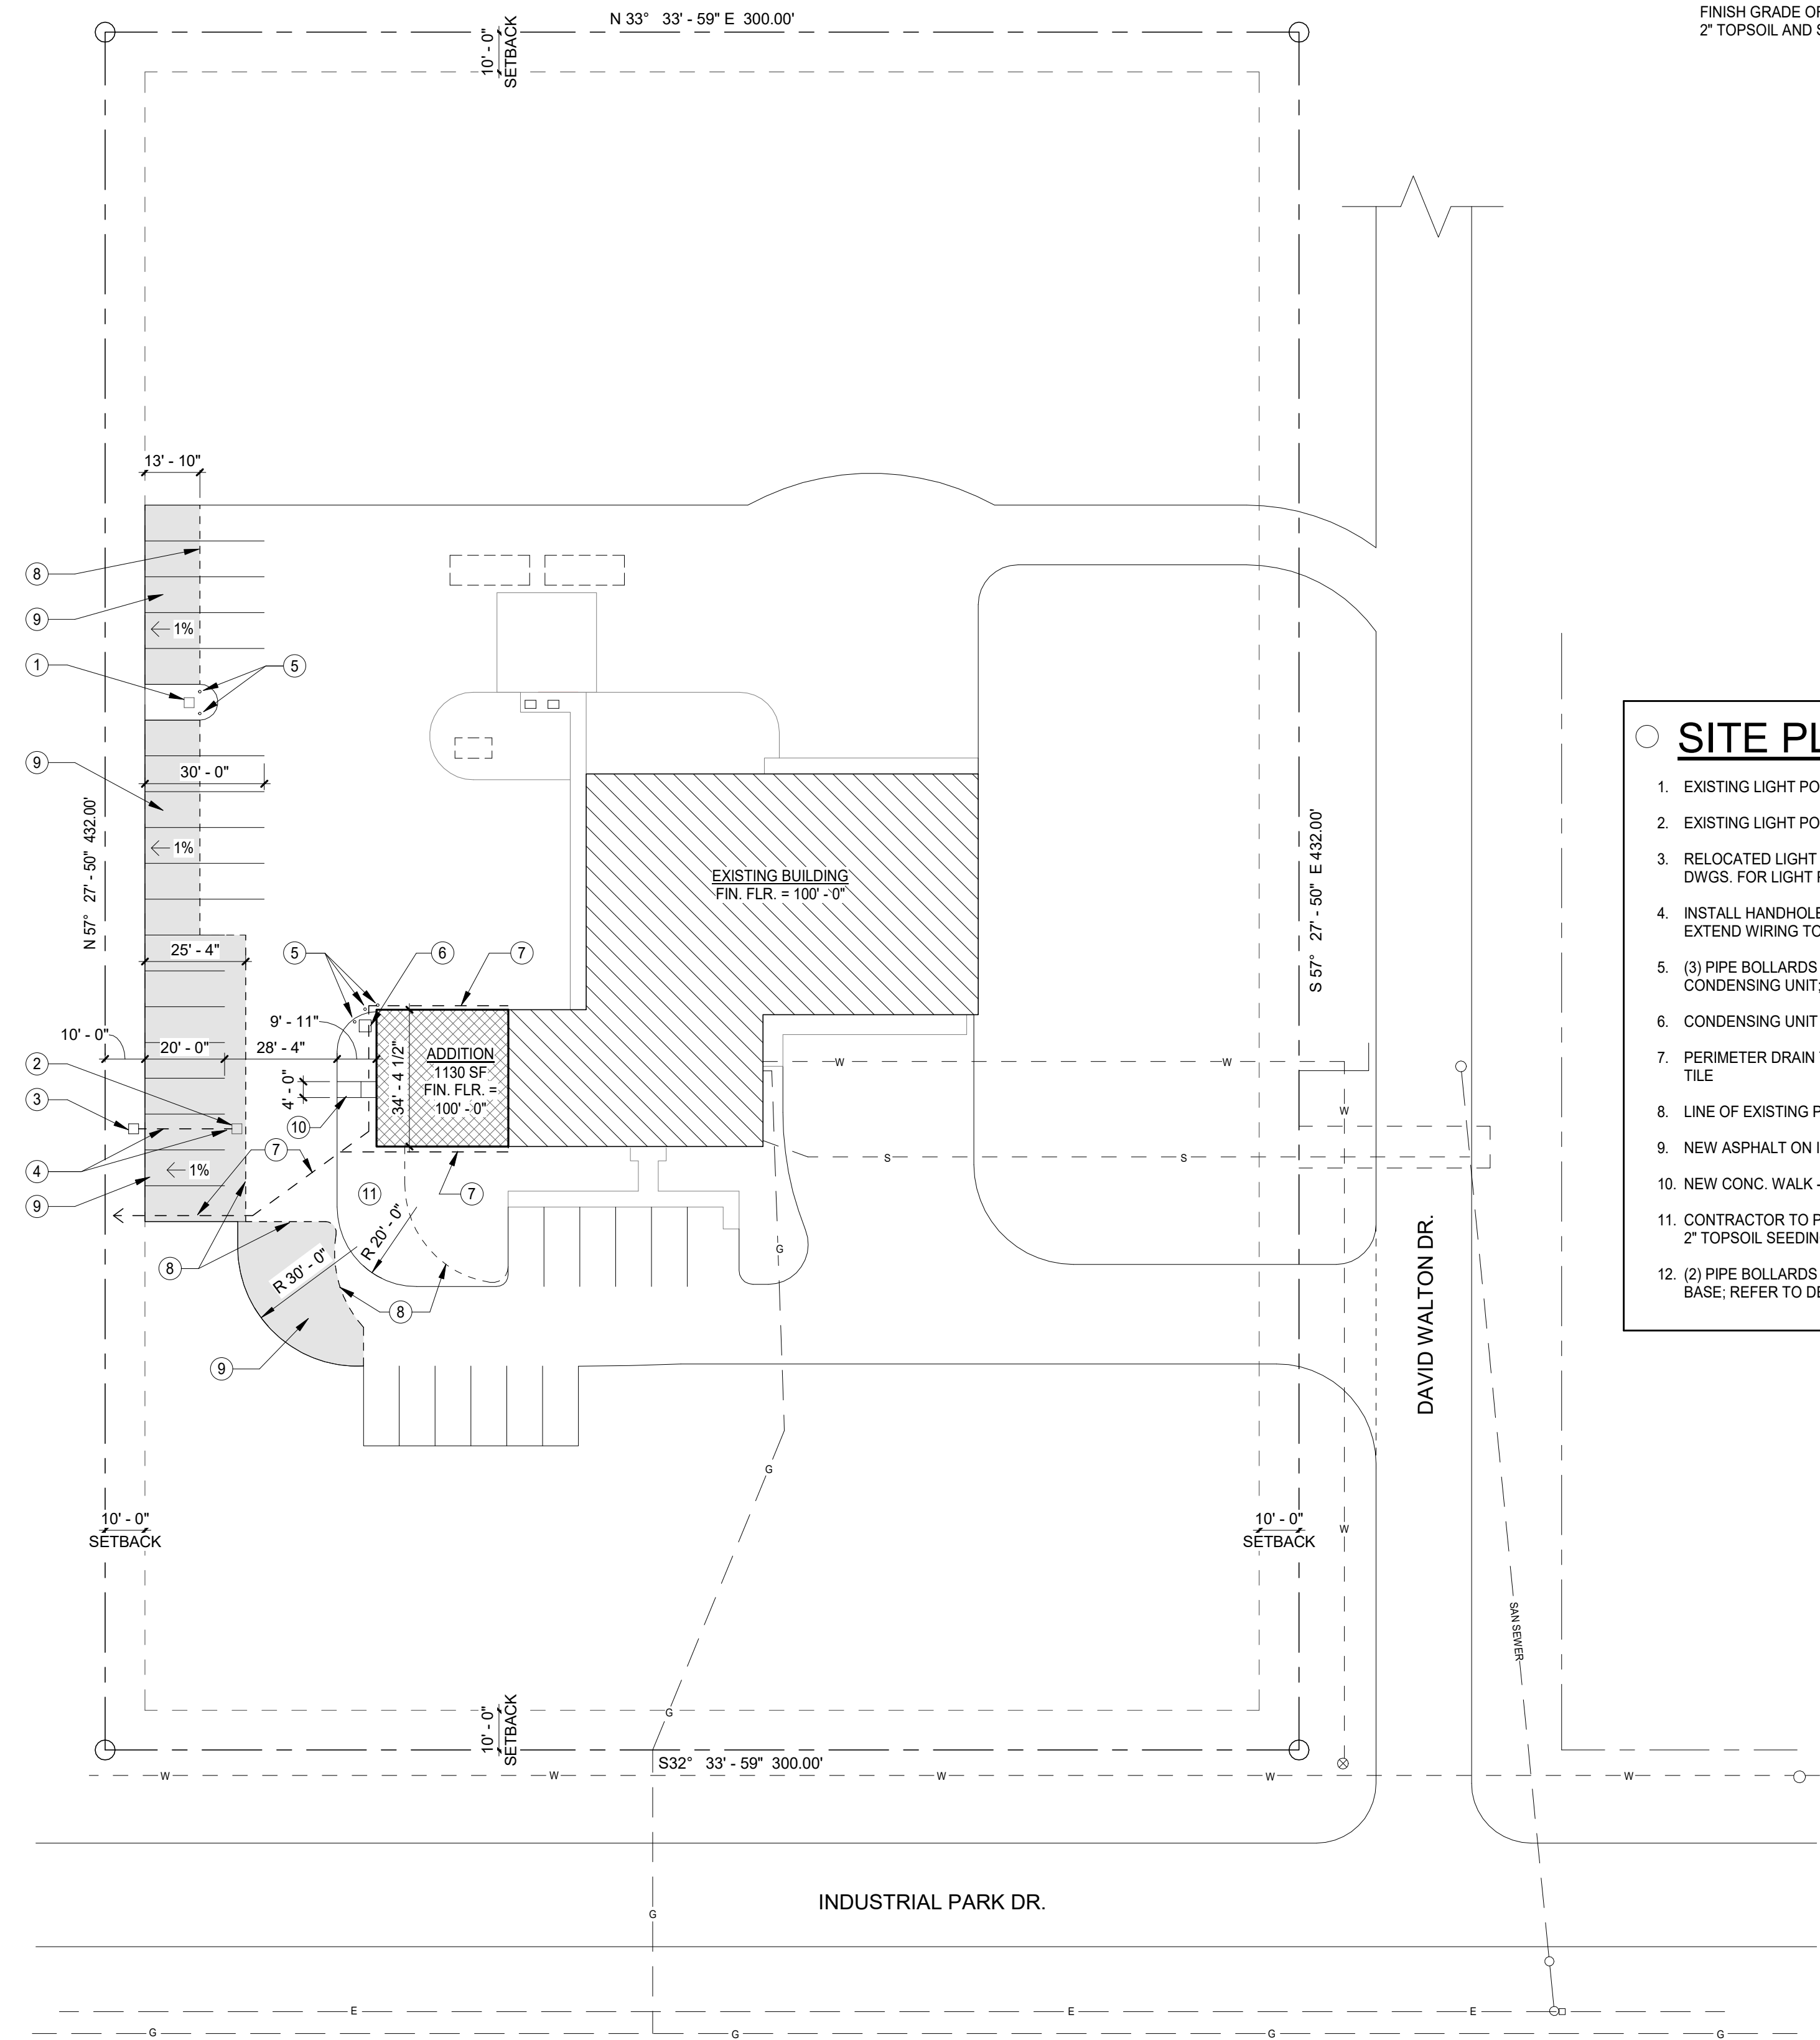 N 33° 33' - 59" E 300.00'
FINISH GRADE OF
2" TOPSOIL AND S
10' - 0"
SETBACK
13' - 10"
8
9
1%
1
5
9
30' - 0"
1%
N 57° 27' - 50" 432.00'
S 57° 27' - 50" E 432.00'
EXISTING BUILDING
FIN. FLR. = 100' - 0"
25' - 4"
5
6
7
10' - 0"
20' - 0"
28' - 4"
9' - 11"
ADDITION
1130 SF
FIN. FLR. =
100' - 0"
34' - 4 1/2"
4' - 0"
2
3
10
7
4
1%
9
11
7
8
R 30' - 0"
R 20' - 0"
8
9
W
W
W
S
S
G
G
W
G
DAVID WALTON DR.
SAN SEWER
SITE PL
1. EXISTING LIGHT PO
2. EXISTING LIGHT PO
3. RELOCATED LIGHT
DWGS. FOR LIGHT
4. INSTALL HANDHOLE
EXTEND WIRING TO
5. (3) PIPE BOLLARDS
CONDENSING UNIT;
6. CONDENSING UNIT
7. PERIMETER DRAIN
TILE
8. LINE OF EXISTING P
9. NEW ASPHALT ON
10. NEW CONC. WALK -
11. CONTRACTOR TO P
2" TOPSOIL SEEDIN
12. (2) PIPE BOLLARDS
BASE; REFER TO DE
10' - 0"
SETBACK
10' - 0"
SETBACK
10' - 0"
SETBACK
S32° 33' - 59" 300.00'
W
W
W
W
W
INDUSTRIAL PARK DR.
G
E
E
E
G
G
G
G